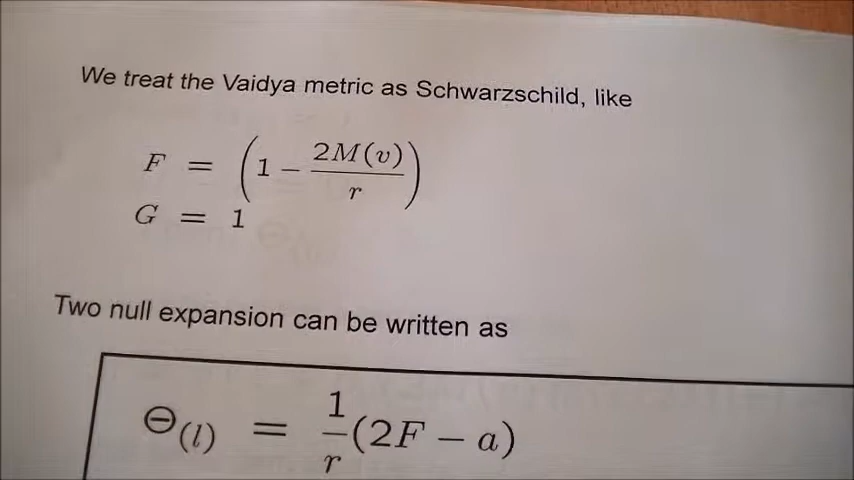 We treat the Vaidya metric as Schwarzschild, like
F = (1 − 2M(v)/r)
G = 1
Two null expansion can be written as
Θ(l) = 1/r (2F − a)